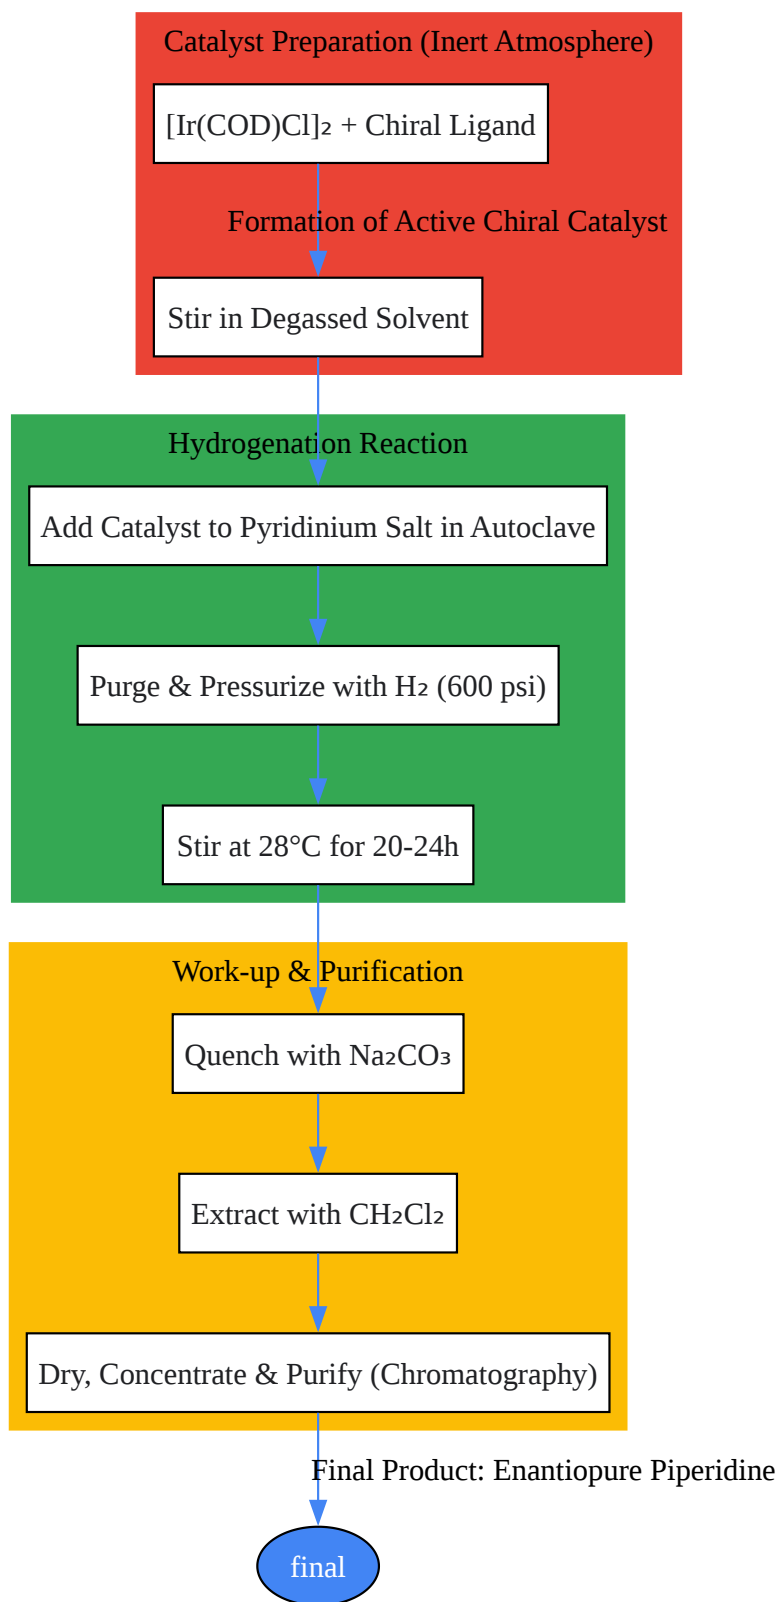 Catalyst Preparation (Inert Atmosphere)
[Ir(COD)Cl]₂ + Chiral Ligand
Formation of Active Chiral Catalyst
Stir in Degassed Solvent
Hydrogenation Reaction
Add Catalyst to Pyridinium Salt in Autoclave
Purge & Pressurize with H₂ (600 psi)
Stir at 28°C for 20-24h
Work-up & Purification
Quench with Na₂CO₃
Extract with CH₂Cl₂
Dry, Concentrate & Purify (Chromatography)
Final Product: Enantiopure Piperidine
final